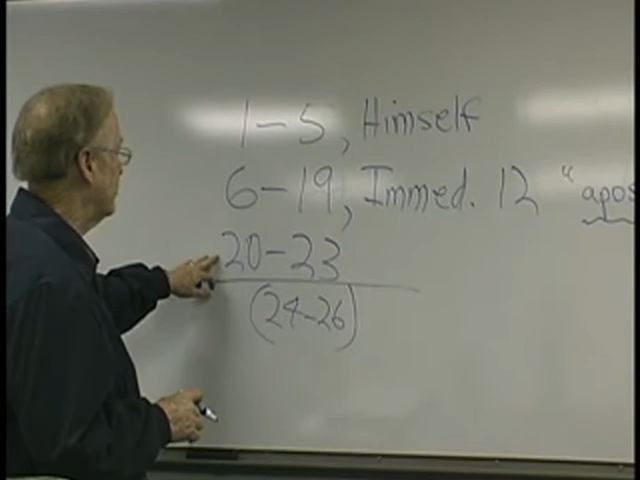 1-5, Himself
6-19, Immed. 12 "apos
20-23
(24-26)